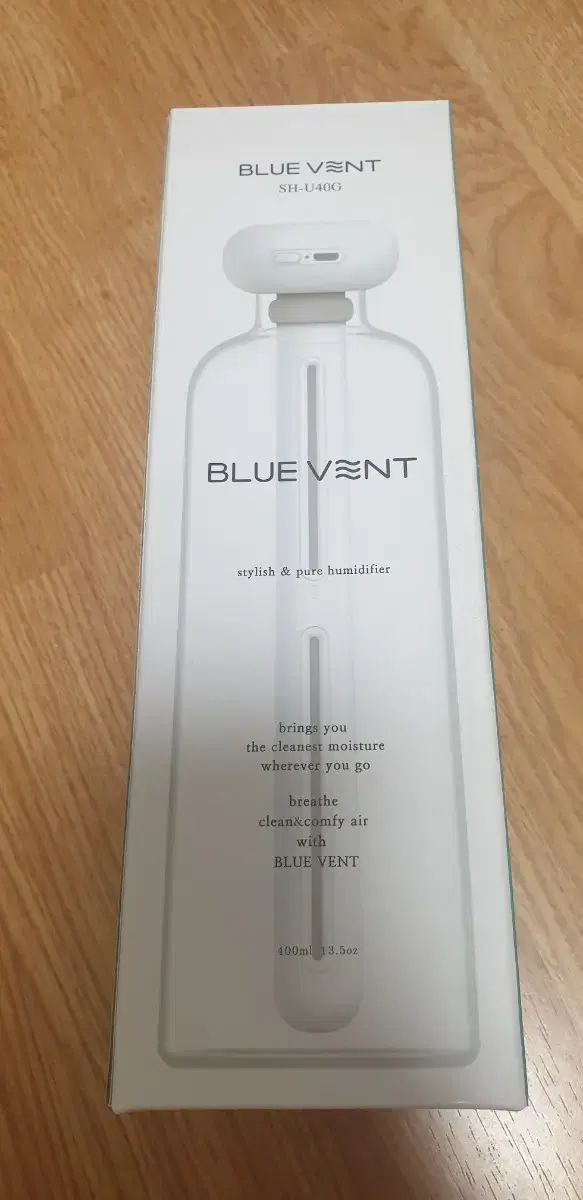 BLUE VENT
SH-U40G
BLUE VENT
stylish & pure humidifier
brings you
the cleanest moisture
wherever you go
breathe
clean&comfy air
with
BLUE VENT
400ml 13.5oz